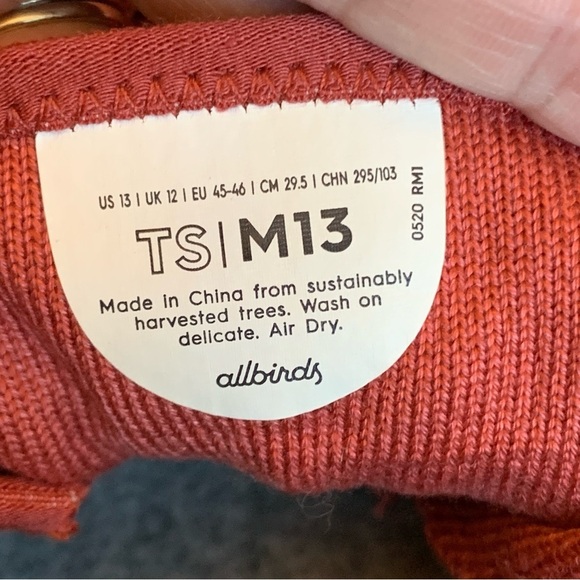 US 13 | UK 12 | EU 45-46 | CM 29.5 | CHN 295/103
0520 RM1
TS|M13
Made in China from sustainably
harvested trees. Wash on
delicate. Air Dry.
allbirds